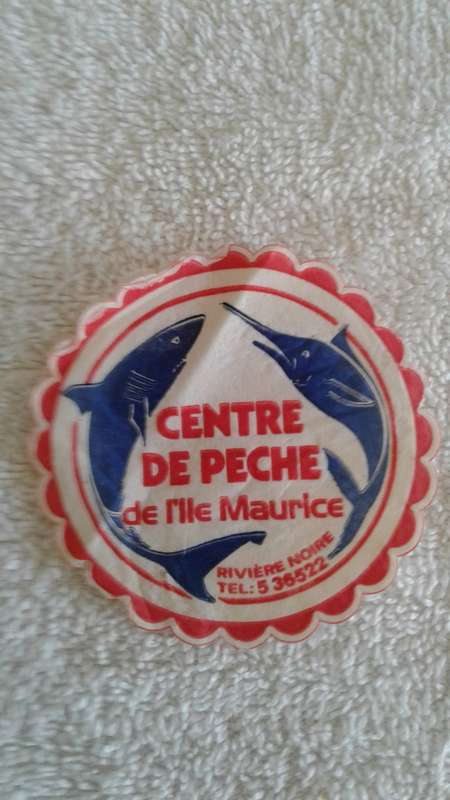 CENTRE
DE PECHE
de l'Ile Maurice
RIVIÈRE NOIRE
TEL: 5 36522